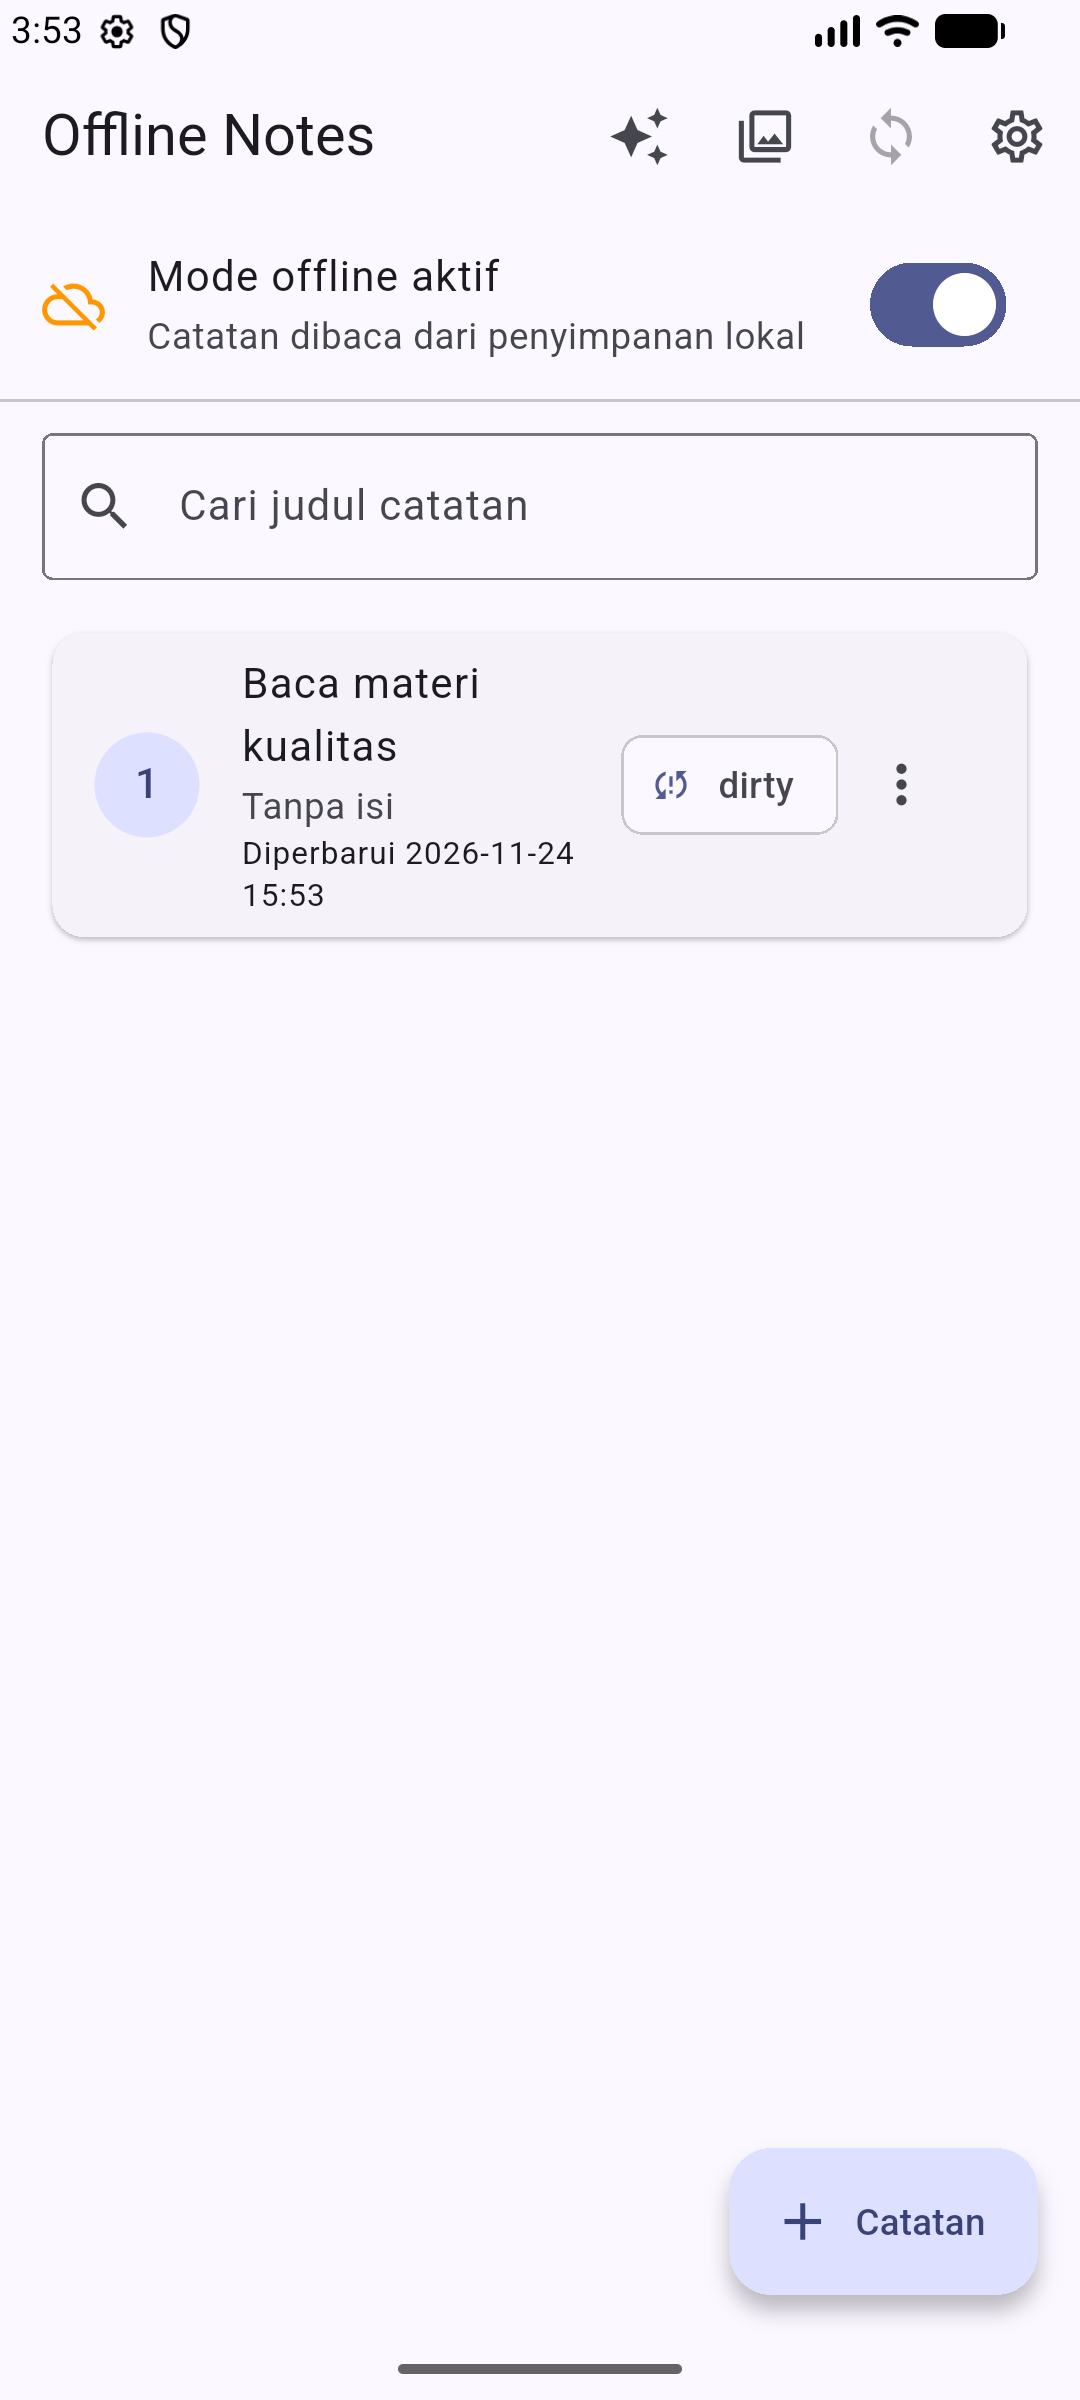 3:53
Offline Notes
Mode offline aktif
Catatan dibaca dari penyimpanan lokal
Cari judul catatan
1
Baca materi
kualitas
Tanpa isi
Diperbarui 2026-11-24
15:53
dirty
Catatan